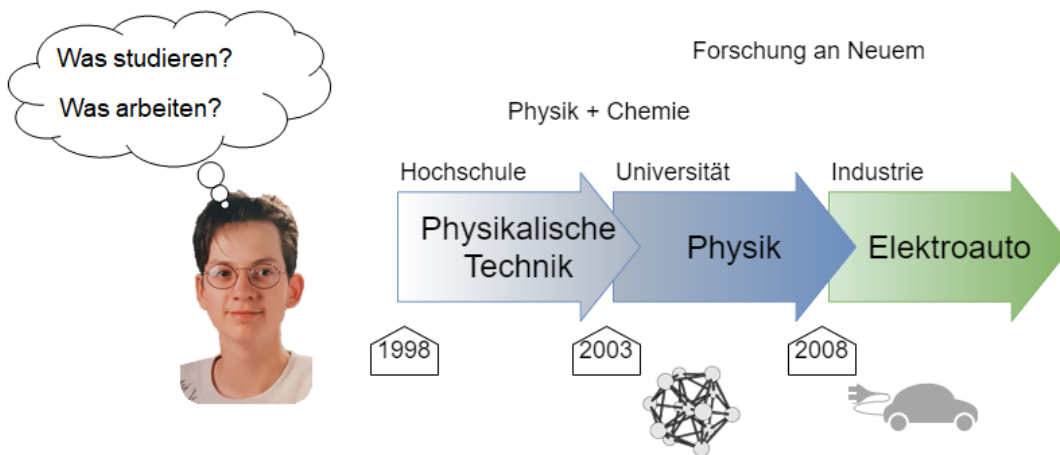 Was studieren?
Was arbeiten?
Forschung an Neuem
Physik + Chemie
Hochschule
Universität
Industrie
Physikalische
Technik
Physik
Elektroauto
1998
2003
2008